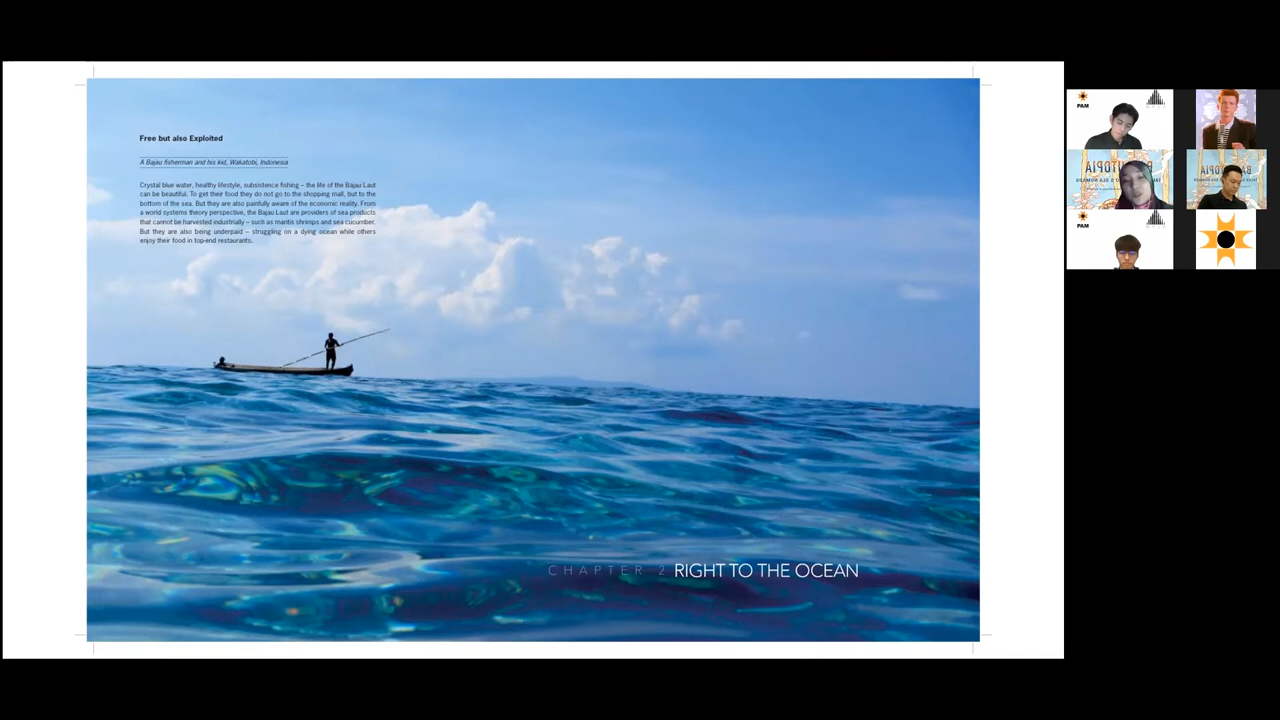 Free but also Exploited
A Bajau fisherman and his kid, Wakatobi, Indonesia
Crystal blue water, healthy lifestyle, subsistence fishing – the life of the Bajau Laut
can be beautiful. To get their food they do not go to the shopping mall, but to the
bottom of the sea. But they are also painfully aware of the economic reality. From
a world systems theory perspective, the Bajau Laut are providers of sea products
that cannot be harvested industrially – such as mantis shrimps and sea cucumber.
But they are also being underpaid – struggling on a dying ocean while others
enjoy their food in top-end restaurants.
CHAPTER 2 RIGHT TO THE OCEAN
PAM
PAM